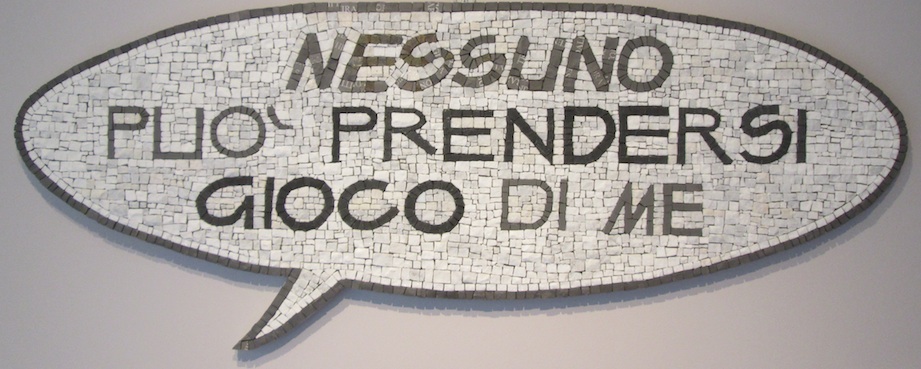 NESSUNO
PUO' PRENDERSI
GIOCO DI ME